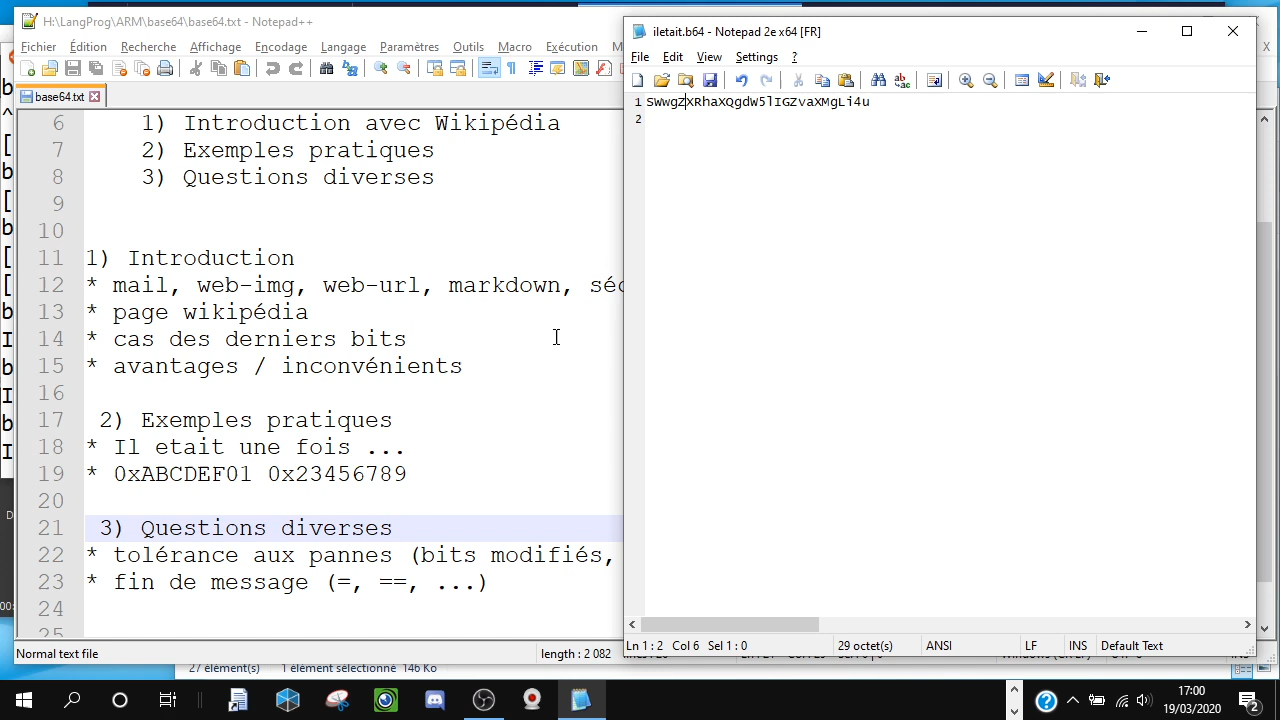 H:\LangProg\ARM\base64\base64.txt - Notepad++
Fichier Édition Recherche Affichage Encodage Langage Paramètres Outils Macro Exécution
base64.txt
6 1) Introduction avec Wikipédia
7 2) Exemples pratiques
8 3) Questions diverses
9
10
11 1) Introduction
12 * mail, web-img, web-url, markdown, séc
13 * page wikipédia
14 * cas des derniers bits
15 * avantages / inconvénients
16
17 2) Exemples pratiques
18 * Il etait une fois ...
19 * 0xABCDEF01 0x23456789
20
21 3) Questions diverses
22 * tolérance aux pannes (bits modifiés,
23 * fin de message (=, ==, ...)
24
25
Normal text file length : 2 082
27 élément(s) 1 élément sélectionné 146 Ko
iletait.b64 - Notepad 2e x64 [FR]
File Edit View Settings ?
1 SWwgZXRhaXQgdW5lIGZvaXMgLi4u
2
Ln 1 : 2 Col 6 Sel 1 : 0 29 octet(s) ANSI LF INS Default Text
17:00
19/03/2020
2